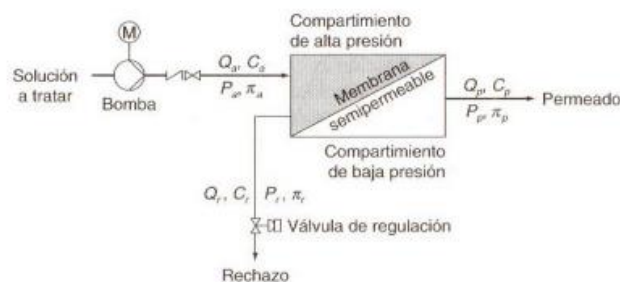 M
Solución
a tratar
Bomba
Qa, Ca
Pa, πa
Compartimiento
de alta presión
Membrana
semipermeable
Compartimiento
de baja presión
Qp, Cp
Pp, πp
Permeado
Qr, Cr
Pr, πr
Válvula de regulación
Rechazo